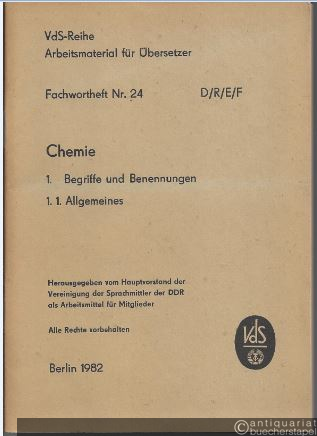 VdS-Reihe
Arbeitsmaterial für Übersetzer
Fachwortheft Nr. 24 D/R/E/F
Chemie
1. Begriffe und Benennungen
1. 1. Allgemeines
Herausgegeben vom Hauptvorstand der
Vereinigung der Sprachmittler der DDR
als Arbeitsmittel für Mitglieder
Alle Rechte vorbehalten
VdS
Berlin 1982
antiquariat
buecherstapel